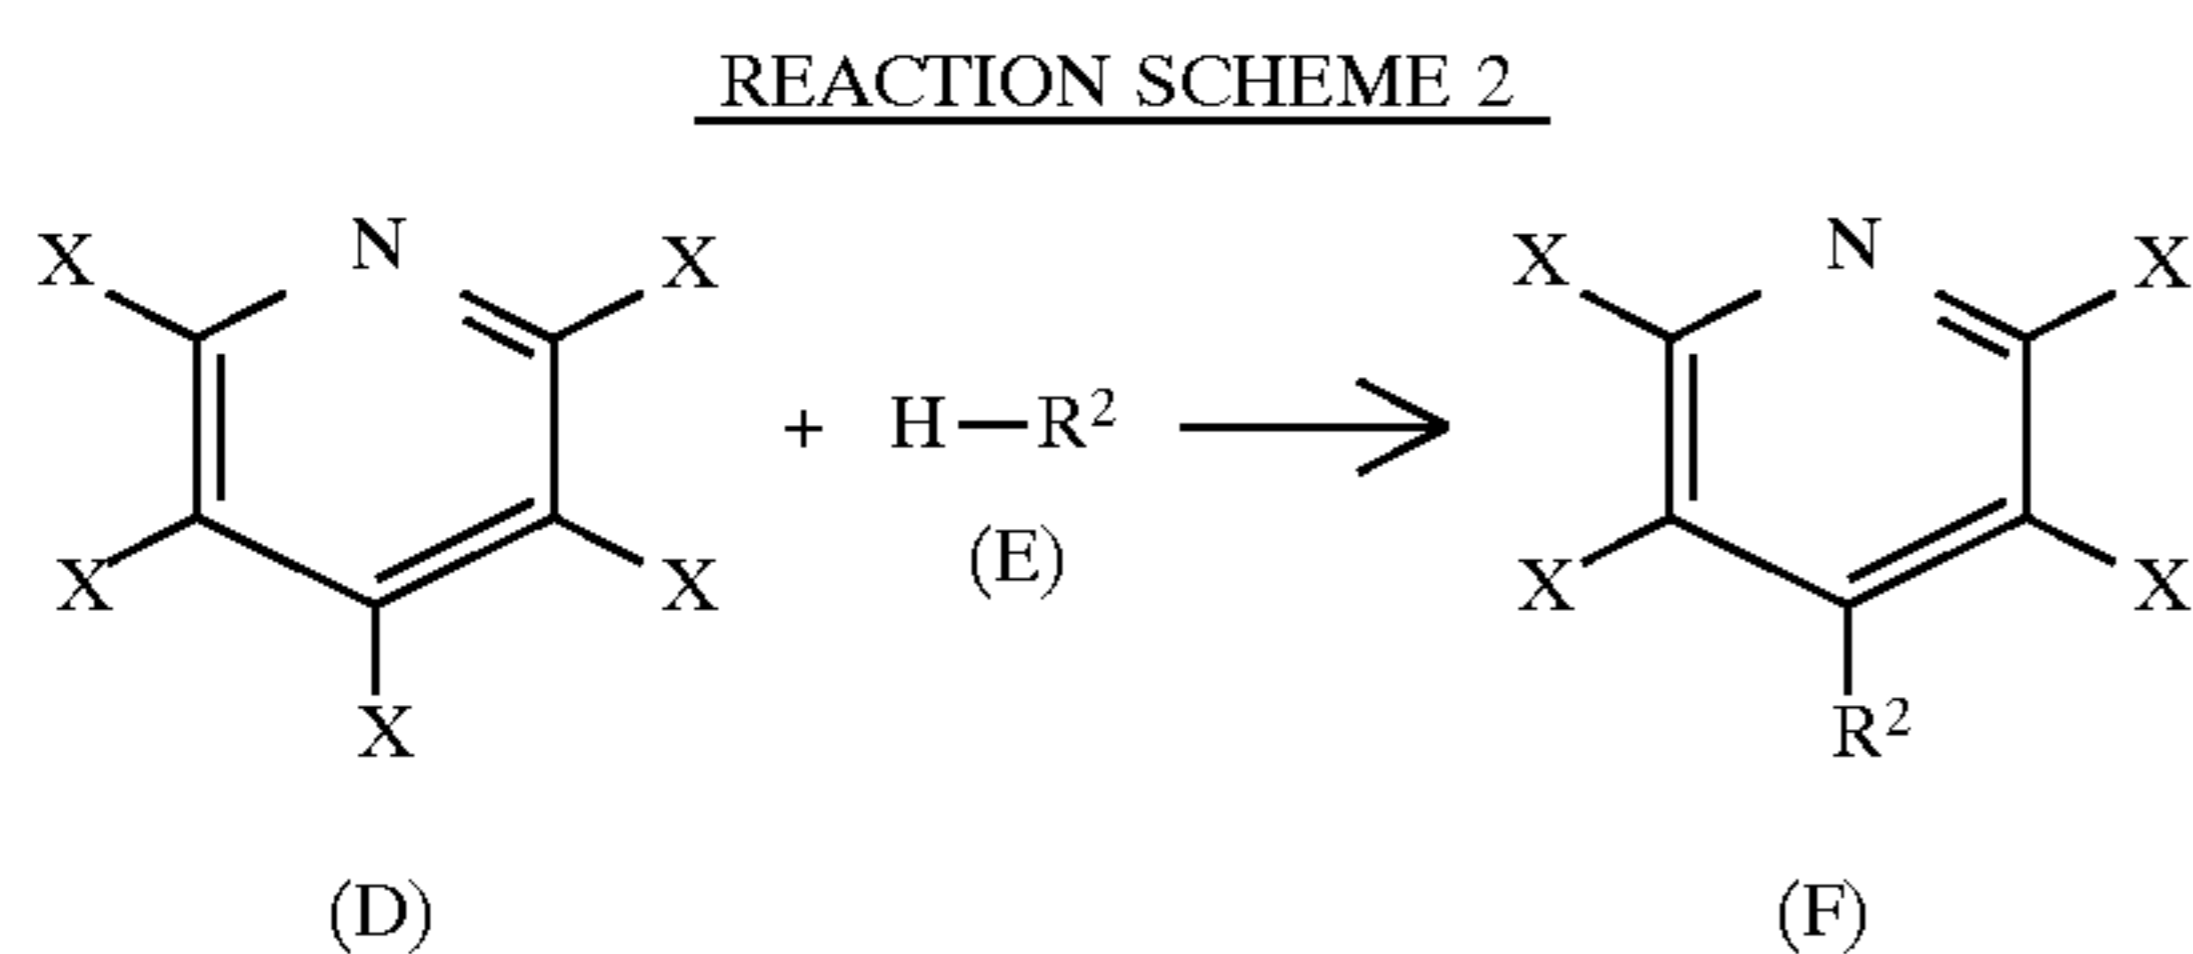 REACTION SCHEME 2
X N X X N X
+ H—R²
(E)
X X X X
X R²
(D) (F)